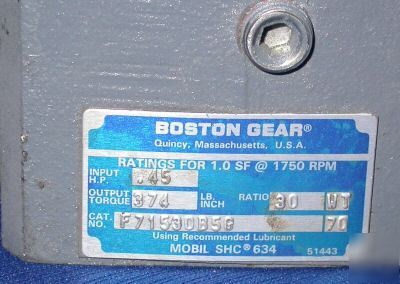 BOSTON GEAR®
Quincy, Massachusetts, U.S.A.
RATINGS FOR 1.0 SF @ 1750 RPM
INPUT H.P. .45
OUTPUT TORQUE 374 LB. INCH RATIO 30 WT
CAT. NO. F71530B5G 70
Using Recommended Lubricant
MOBIL SHC® 634 51443